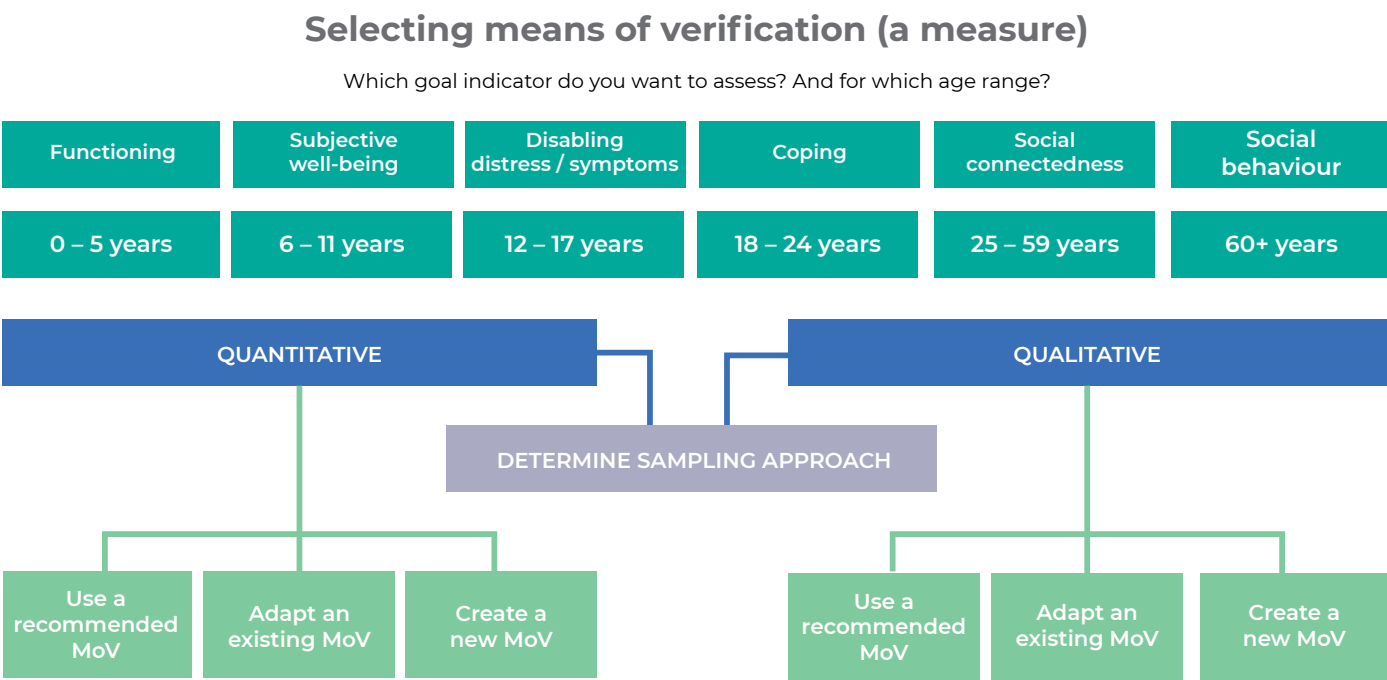 Selecting means of verification (a measure)
Which goal indicator do you want to assess? And for which age range?
Functioning
Subjective
well-being
Disabling
distress / symptoms
Coping
Social
connectedness
Social
behaviour
0 – 5 years
6 – 11 years
12 – 17 years
18 – 24 years
25 – 59 years
60+ years
QUANTITATIVE
QUALITATIVE
DETERMINE SAMPLING APPROACH
Use a
recommended
MoV
Adapt an
existing MoV
Create a
new MoV
Use a
recommended
MoV
Adapt an
existing MoV
Create a
new MoV